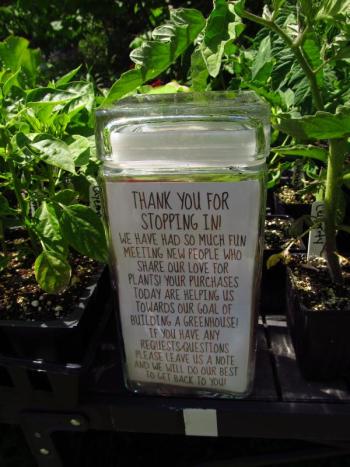 THANK YOU FOR
STOPPING IN!
WE HAVE HAD SO MUCH FUN
MEETING NEW PEOPLE WHO
SHARE OUR LOVE FOR
PLANTS! YOUR PURCHASES
TODAY ARE HELPING US
TOWARDS OUR GOAL OF
BUILDING A GREENHOUSE!
IF YOU HAVE ANY
REQUESTS/QUESTIONS
PLEASE LEAVE US A NOTE
AND WE WILL DO OUR BEST
TO GET BACK TO YOU!